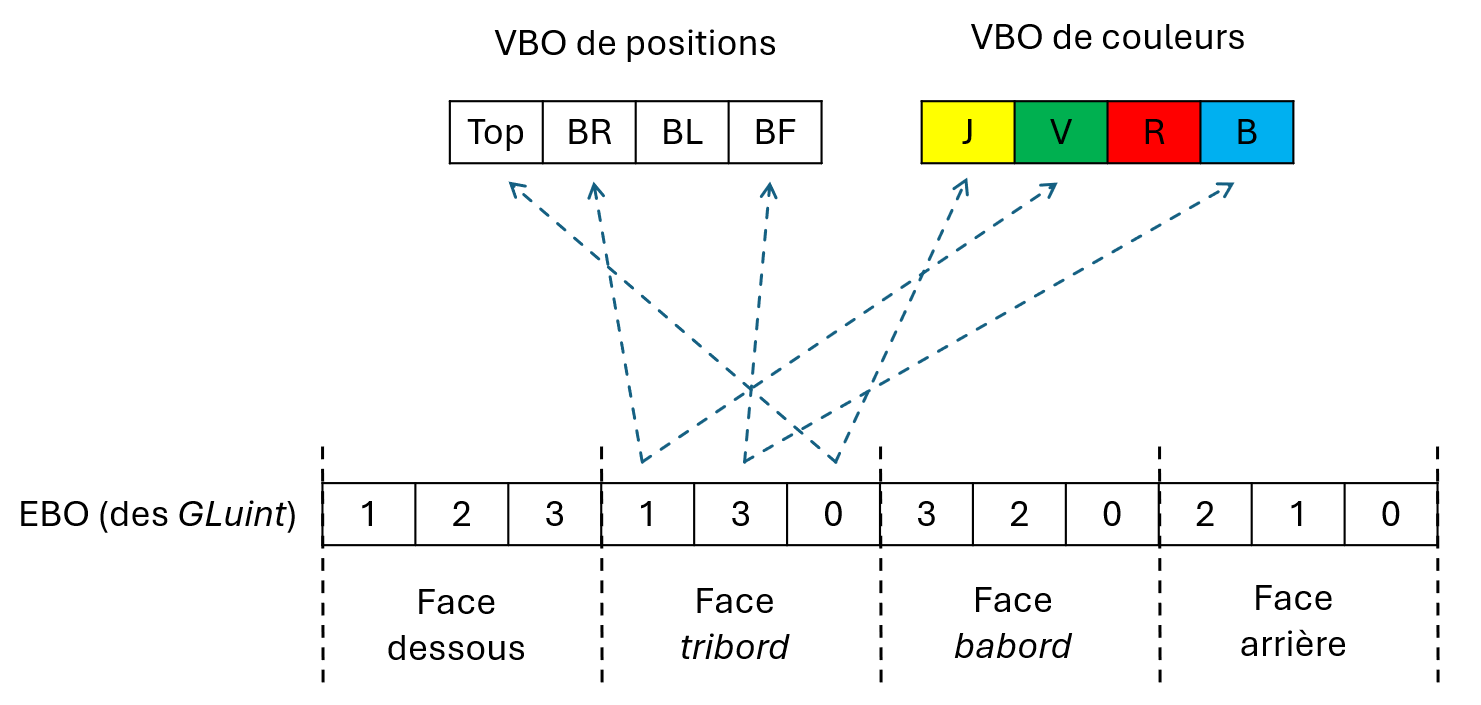 VBO de positions
VBO de couleurs
Top BR BL BF
J V R B
EBO (des GLuint)
1 2 3 1 3 0 3 2 0 2 1 0
Face
dessous
Face
tribord
Face
babord
Face
arrière